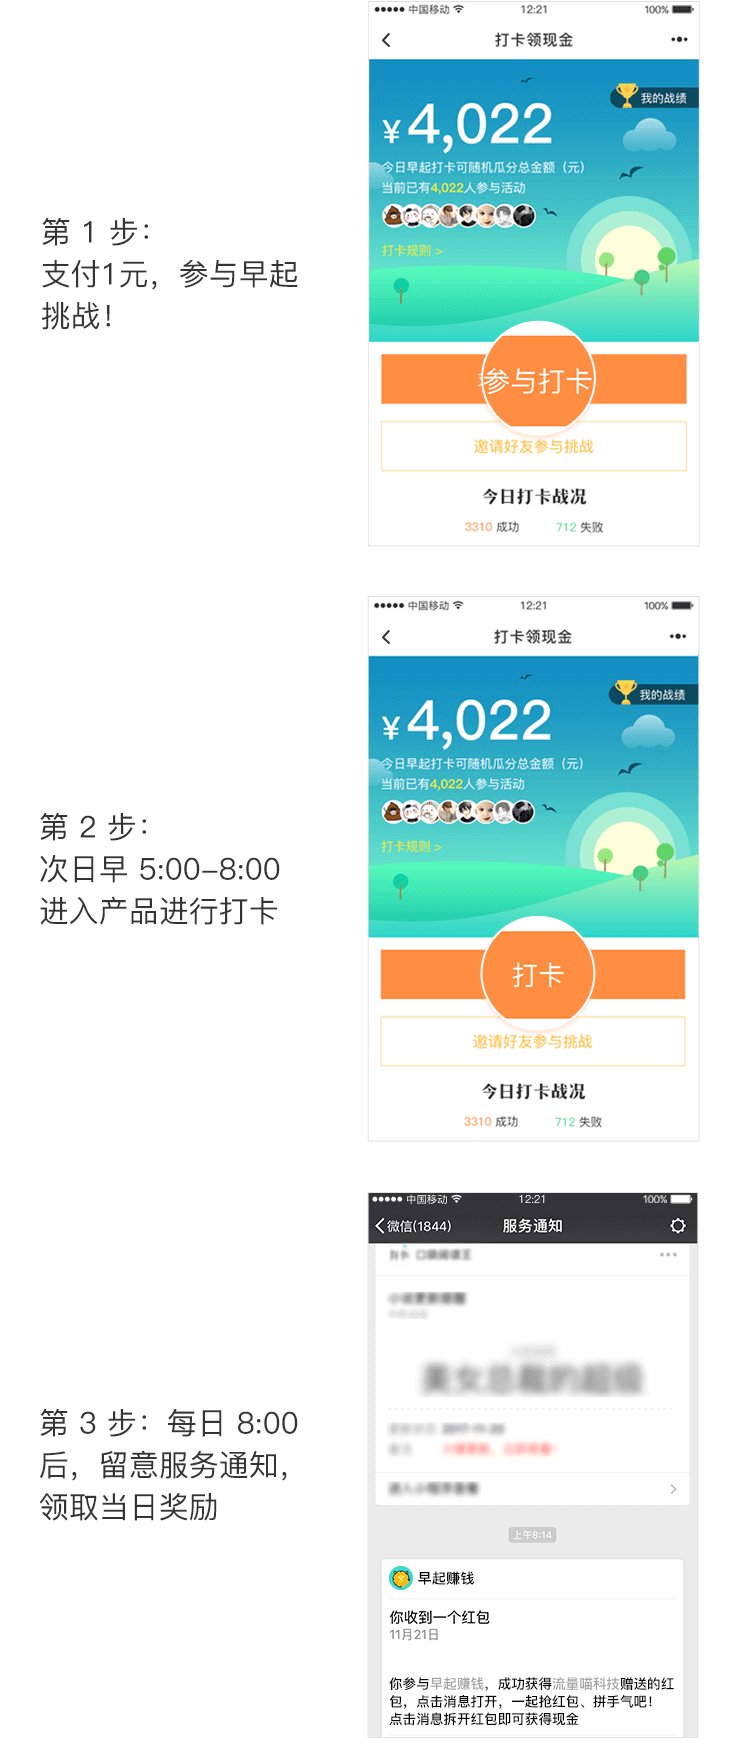 第 1 步：
支付1元，参与早起
挑战！
中国移动 12:21 100%
打卡领现金
我的战绩
¥4,022
今日早起打卡可随机瓜分总金额（元）
当前已有4,022人参与活动
打卡规则 >
参与打卡
邀请好友参与挑战
今日打卡战况
3310 成功 712 失败
第 2 步：
次日早 5:00-8:00
进入产品进行打卡
中国移动 12:21 100%
打卡领现金
我的战绩
¥4,022
今日早起打卡可随机瓜分总金额（元）
当前已有4,022人参与活动
打卡规则 >
打卡
邀请好友参与挑战
今日打卡战况
3310 成功 712 失败
第 3 步：每日 8:00
后，留意服务通知，
领取当日奖励
中国移动 12:21 100%
微信(1844) 服务通知
上午8:14
早起赚钱
你收到一个红包
11月21日
你参与早起赚钱，成功获得流量喵科技赠送的红
包，点击消息打开，一起抢红包、拼手气吧！
点击消息拆开红包即可获得现金